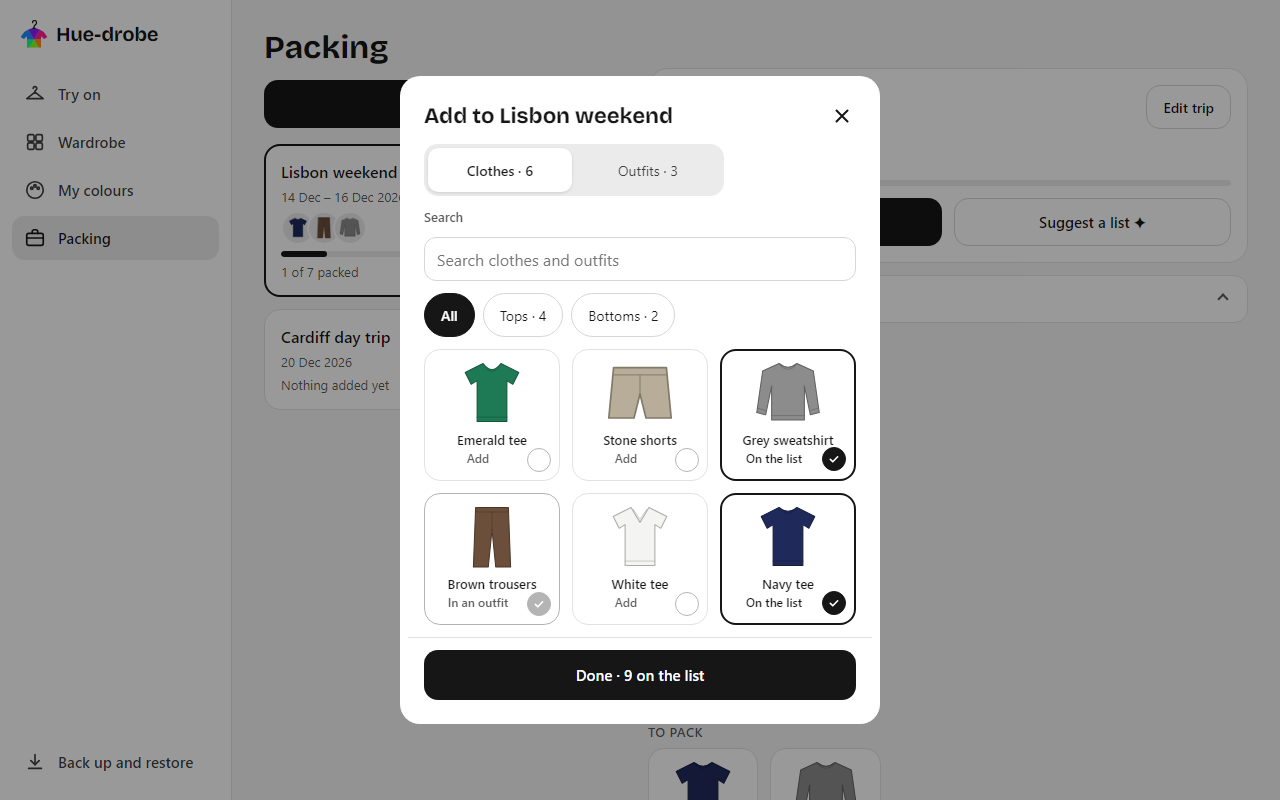 Hue-drobe
Try on
Wardrobe
My colours
Packing
Back up and restore
Packing
Lisbon weekend
14 Dec – 16 Dec 202
1 of 7 packed
Cardiff day trip
20 Dec 2026
Nothing added yet
Edit trip
Suggest a list ✦
Add to Lisbon weekend
Clothes · 6
Outfits · 3
Search
Search clothes and outfits
All
Tops · 4
Bottoms · 2
Emerald tee
Add
Stone shorts
Add
Grey sweatshirt
On the list
Brown trousers
In an outfit
White tee
Add
Navy tee
On the list
Done · 9 on the list
TO PACK